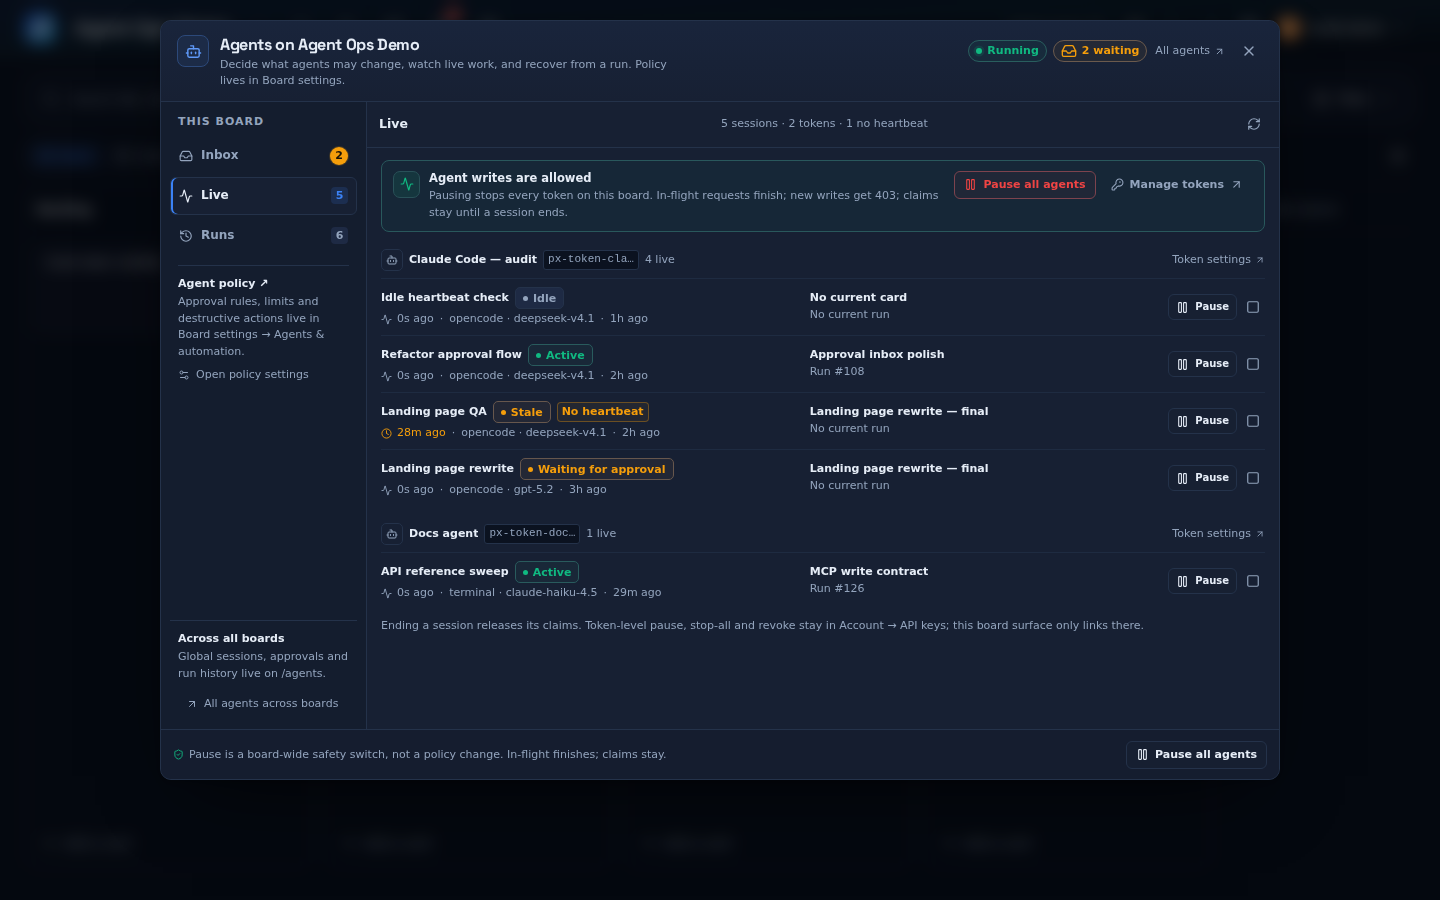 Agents on Agent Ops Demo
Decide what agents may change, watch live work, and recover from a run. Policy
lives in Board settings.
Running
2 waiting
All agents ↗
THIS BOARD
Inbox 2
Live 5
Runs 6
Agent policy ↗
Approval rules, limits and
destructive actions live in
Board settings → Agents &
automation.
Open policy settings
Across all boards
Global sessions, approvals and
run history live on /agents.
All agents across boards
Live
5 sessions · 2 tokens · 1 no heartbeat
Agent writes are allowed
Pausing stops every token on this board. In-flight requests finish; new writes get 403; claims
stay until a session ends.
Pause all agents
Manage tokens ↗
Claude Code — audit px-token-cla… 4 live
Token settings ↗
Idle heartbeat check Idle
0s ago · opencode · deepseek-v4.1 · 1h ago
No current card
No current run
Pause
Refactor approval flow Active
0s ago · opencode · deepseek-v4.1 · 2h ago
Approval inbox polish
Run #108
Pause
Landing page QA Stale No heartbeat
28m ago · opencode · deepseek-v4.1 · 2h ago
Landing page rewrite — final
No current run
Pause
Landing page rewrite Waiting for approval
0s ago · opencode · gpt-5.2 · 3h ago
Landing page rewrite — final
No current run
Pause
Docs agent px-token-doc… 1 live
Token settings ↗
API reference sweep Active
0s ago · terminal · claude-haiku-4.5 · 29m ago
MCP write contract
Run #126
Pause
Ending a session releases its claims. Token-level pause, stop-all and revoke stay in Account → API keys; this board surface only links there.
Pause is a board-wide safety switch, not a policy change. In-flight finishes; claims stay.
Pause all agents